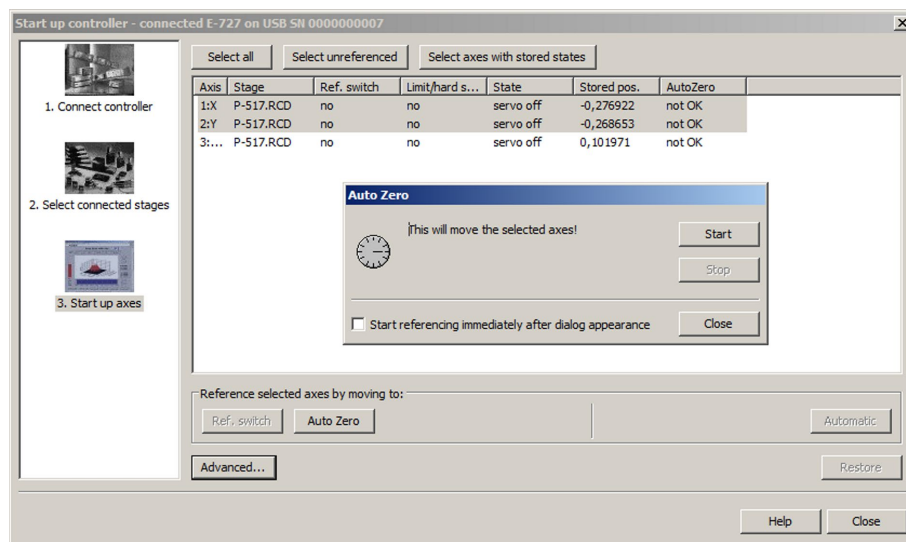 Start up controller - connected E-727 on USB SN 0000000007
Select all Select unreferenced Select axes with stored states
1. Connect controller
2. Select connected stages
3. Start up axes
Axis Stage Ref. switch Limit/hard s... State Stored pos. AutoZero
1:X P-517.RCD no no servo off -0,276922 not OK
2:Y P-517.RCD no no servo off -0,268653 not OK
3:... P-517.RCD no no servo off 0,101971 not OK
Auto Zero
This will move the selected axes!
Start
Stop
Start referencing immediately after dialog appearance
Close
Reference selected axes by moving to:
Ref. switch Auto Zero Automatic
Advanced... Restore
Help Close